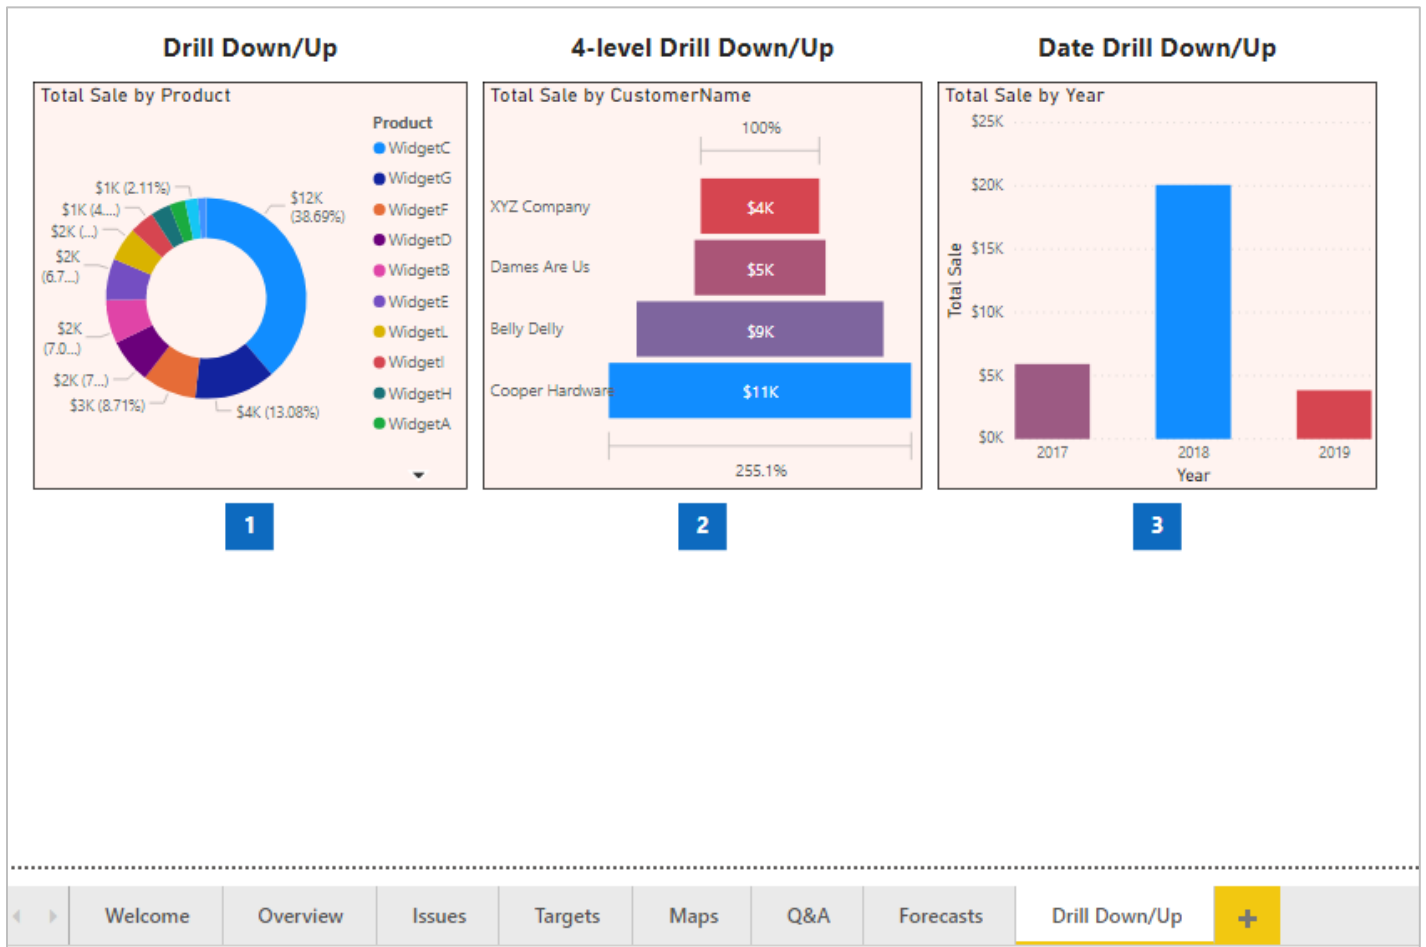 Drill Down/Up
4-level Drill Down/Up
Date Drill Down/Up
Total Sale by Product
Product
WidgetC
WidgetG
WidgetF
WidgetD
WidgetB
WidgetE
WidgetL
WidgetI
WidgetH
WidgetA
$12K
(38.69%)
$4K (13.08%)
$3K (8.71%)
$2K (7...)
$2K
(7.0...)
$2K
(6.7...)
$2K (...)
$1K (4....)
$1K (2.11%)
1
Total Sale by CustomerName
100%
XYZ Company
$4K
Dames Are Us
$5K
Belly Delly
$9K
Cooper Hardware
$11K
255.1%
2
Total Sale by Year
Total Sale
$25K
$20K
$15K
$10K
$5K
$0K
2017
2018
2019
Year
3
Welcome
Overview
Issues
Targets
Maps
Q&A
Forecasts
Drill Down/Up
+